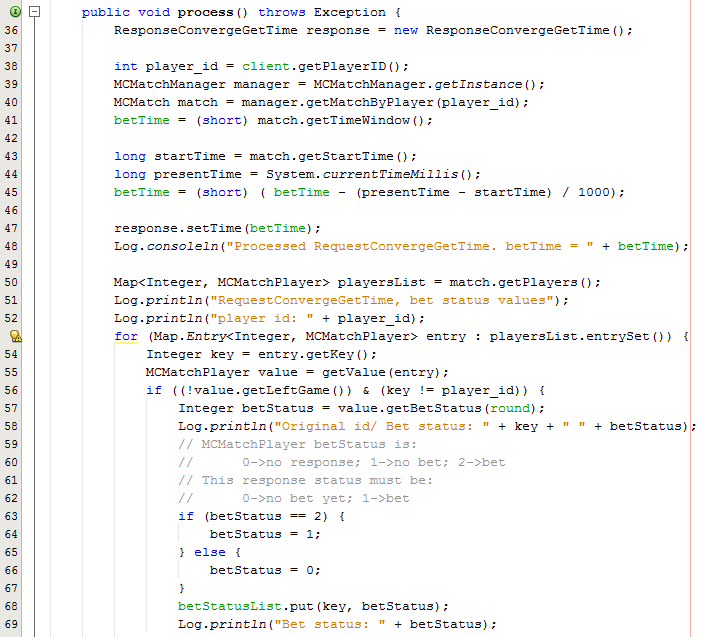 public void process() throws Exception {
36 ResponseConvergeGetTime response = new ResponseConvergeGetTime();
37
38 int player_id = client.getPlayerID();
39 MCMatchManager manager = MCMatchManager.getInstance();
40 MCMatch match = manager.getMatchByPlayer(player_id);
41 betTime = (short) match.getTimeWindow();
42
43 long startTime = match.getStartTime();
44 long presentTime = System.currentTimeMillis();
45 betTime = (short) ( betTime - (presentTime - startTime) / 1000);
46
47 response.setTime(betTime);
48 Log.consoleln("Processed RequestConvergeGetTime. betTime = " + betTime);
49
50 Map<Integer, MCMatchPlayer> playersList = match.getPlayers();
51 Log.println("RequestConvergeGetTime, bet status values");
52 Log.println("player id: " + player_id);
for (Map.Entry<Integer, MCMatchPlayer> entry : playersList.entrySet()) {
54 Integer key = entry.getKey();
55 MCMatchPlayer value = getValue(entry);
56 if ((!value.getLeftGame()) & (key != player_id)) {
57 Integer betStatus = value.getBetStatus(round);
58 Log.println("Original id/ Bet status: " + key + " " + betStatus);
59 // MCMatchPlayer betStatus is:
60 // 0->no response; 1->no bet; 2->bet
61 // This response status must be:
62 // 0->no bet yet; 1->bet
63 if (betStatus == 2) {
64 betStatus = 1;
65 } else {
66 betStatus = 0;
67 }
68 betStatusList.put(key, betStatus);
69 Log.println("Bet status: " + betStatus);